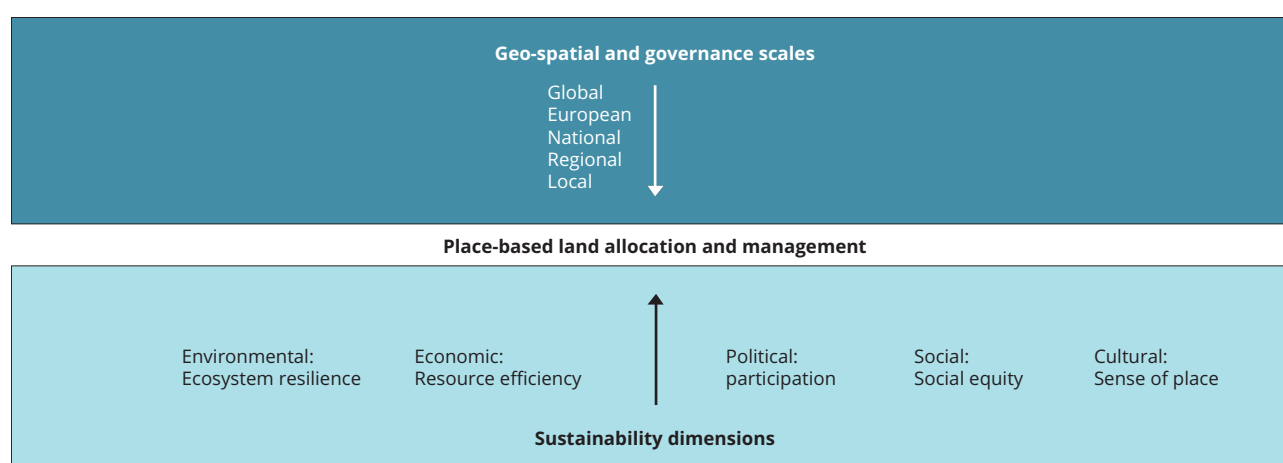 Geo-spatial and governance scales
Global
European
National
Regional
Local
Place-based land allocation and management
Environmental:
Ecosystem resilience
Economic:
Resource efficiency
Political:
participation
Social:
Social equity
Cultural:
Sense of place
Sustainability dimensions